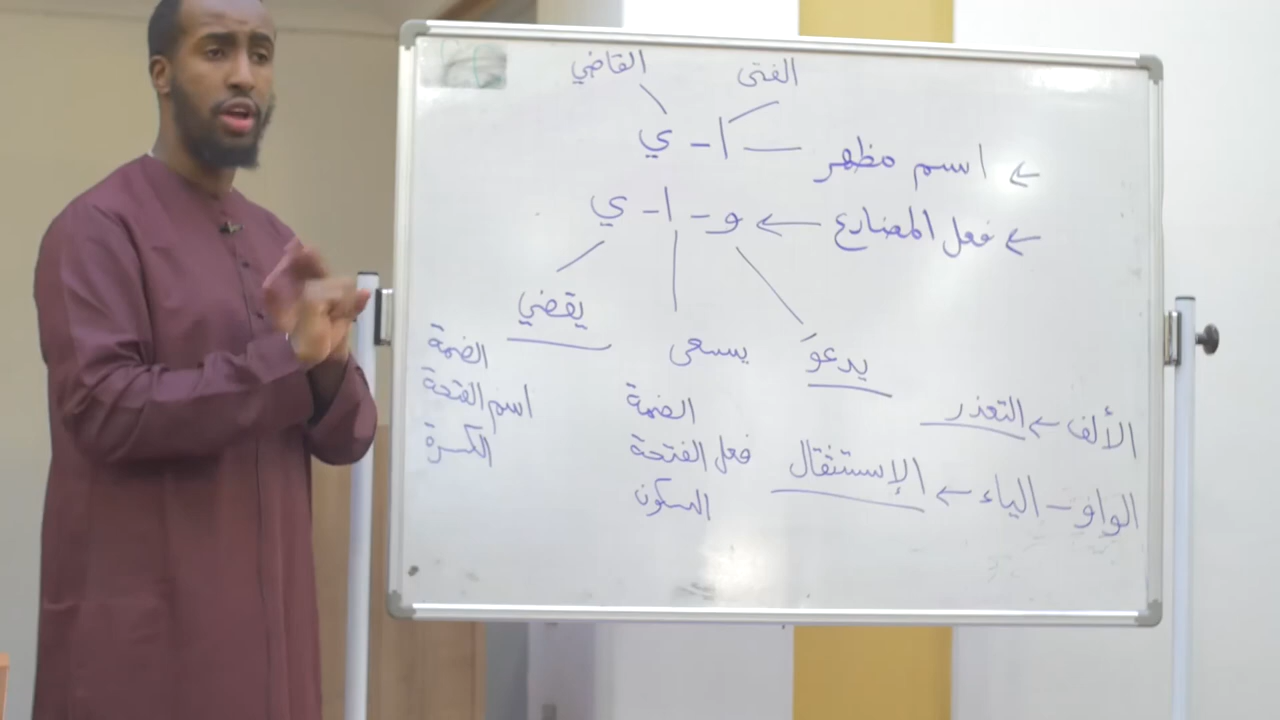 الفتى القاضي
← اسم مظهر — ا - ي
← فعل المضارع ← و - ا - ي
يدعو يسعى يقضي
الألف ← التعذر
الواو - الياء ← الإستثقال
الضمة
فعل الفتحة
السكون
الضمة
اسم الفتحة
الكسرة